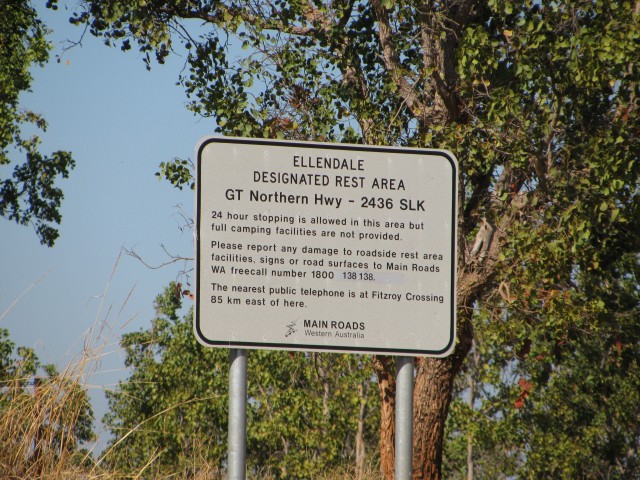 ELLENDALE
DESIGNATED REST AREA
GT Northern Hwy - 2436 SLK
24 hour stopping is allowed in this area but
full camping facilities are not provided.
Please report any damage to roadside rest area
facilities, signs or road surfaces to Main Roads
WA freecall number 1800 138 138.
The nearest public telephone is at Fitzroy Crossing
85 km east of here.
MAIN ROADS
Western Australia